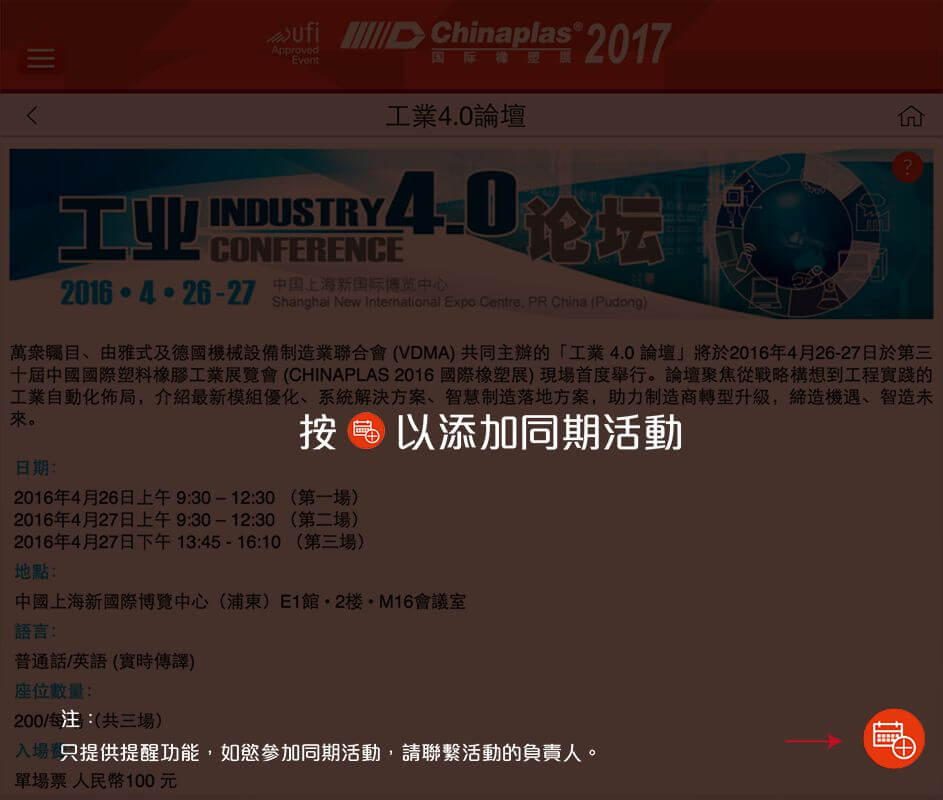 ufi
Approved
Event
Chinaplas® 2017
国际橡塑展
工業4.0論壇
?
工业 INDUSTRY 4.0 论坛
CONFERENCE
2016 • 4 • 26-27
中国上海新国际博览中心
Shanghai New International Expo Centre, PR China (Pudong)
萬衆矚目、由雅式及德國機械設備制造業聯合會 (VDMA) 共同主辦的「工業 4.0 論壇」將於2016年4月26-27日於第三
十屆中國國際塑料橡膠工業展覽會 (CHINAPLAS 2016 國際橡塑展) 現場首度舉行。論壇聚焦從戰略構想到工程實踐的
工業自動化佈局，介紹最新模組優化、系統解決方案、智慧制造落地方案，助力制造商轉型升級，締造機遇、智造未
來。
按 以添加同期活動
日期:
2016年4月26日上午 9:30 – 12:30 （第一場）
2016年4月27日上午 9:30 – 12:30 （第二場）
2016年4月27日下午 13:45 - 16:10 （第三場）
地點:
中國上海新國際博覽中心（浦東）E1館 • 2楼 • M16會議室
語言:
普通話/英語 (實時傳譯)
座位數量:
200/每 （共三場）
注：
入場
只提供提醒功能，如慾參加同期活動，請聯繫活動的負責人。
單場票 人民幣100 元